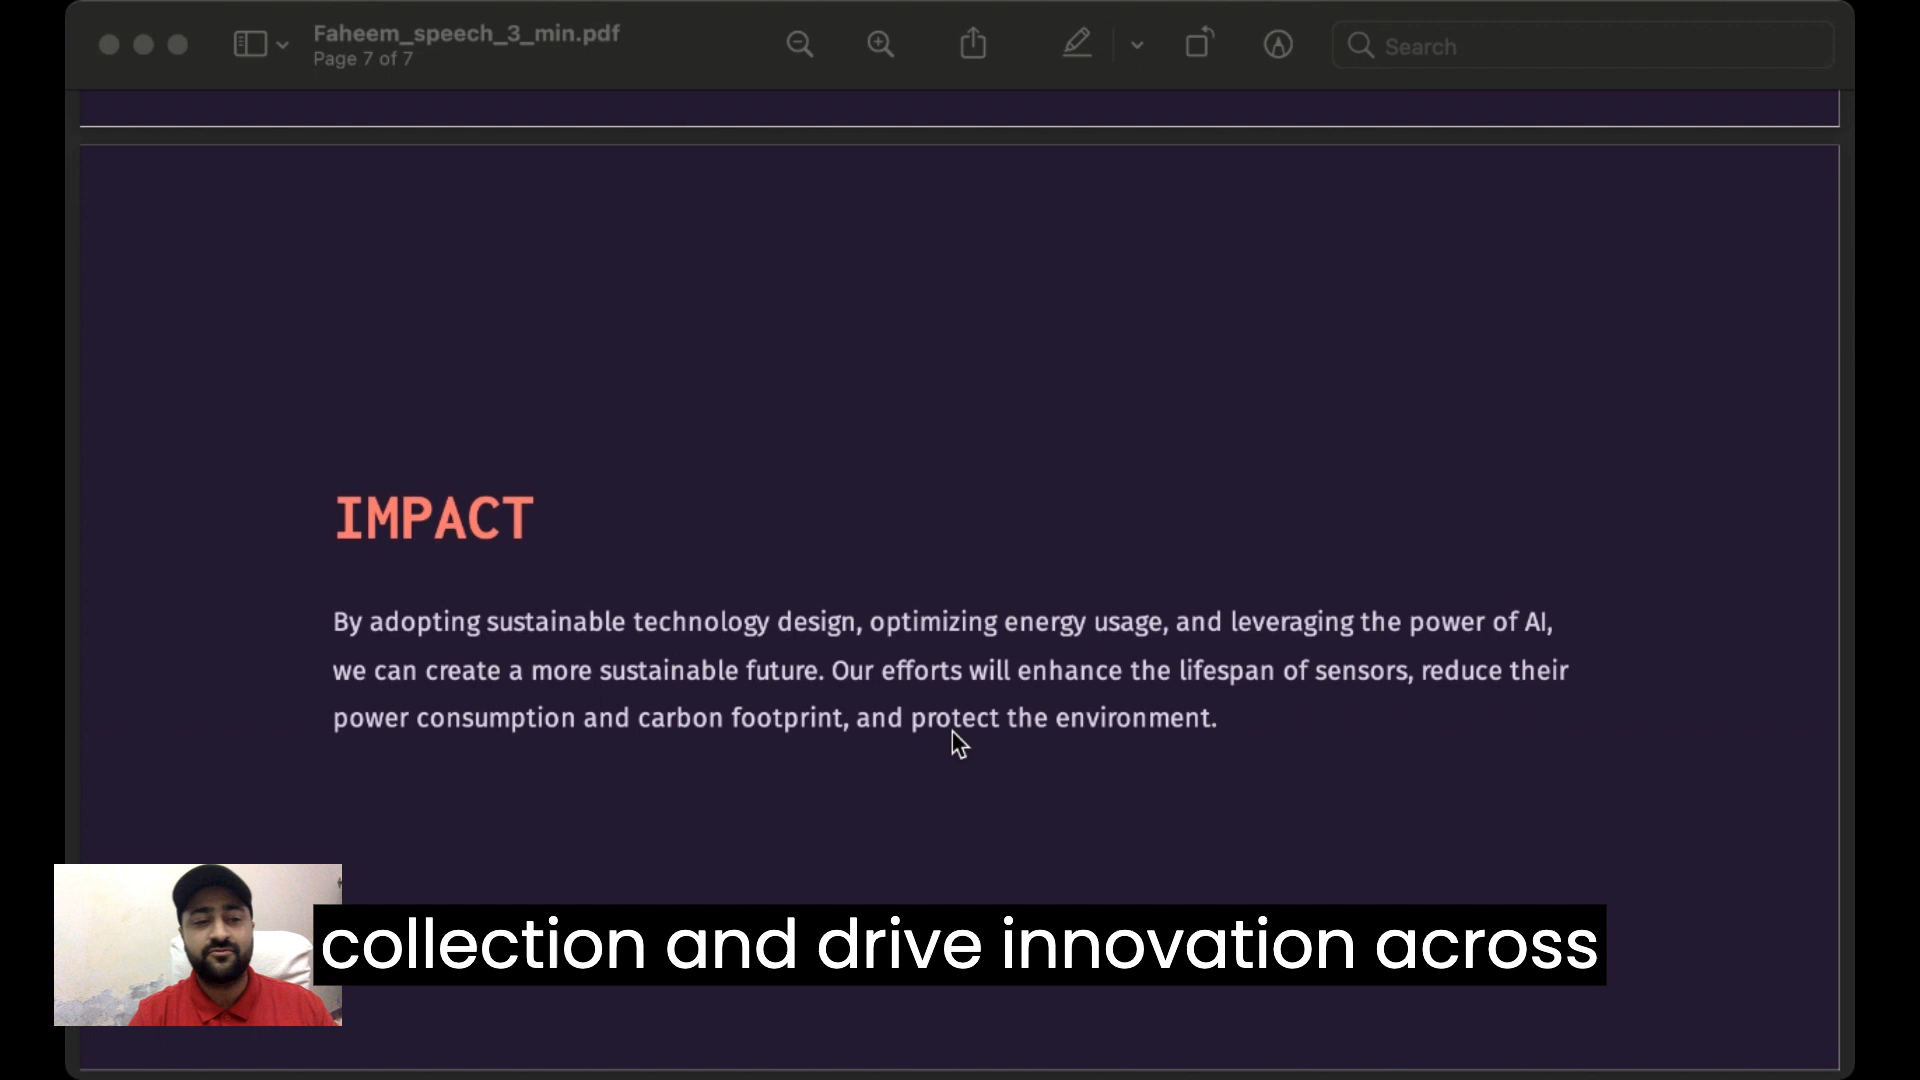 Faheem_speech_3_min.pdf
Page 7 of 7
Search
IMPACT
By adopting sustainable technology design, optimizing energy usage, and leveraging the power of AI,
we can create a more sustainable future. Our efforts will enhance the lifespan of sensors, reduce their
power consumption and carbon footprint, and protect the environment.
collection and drive innovation across